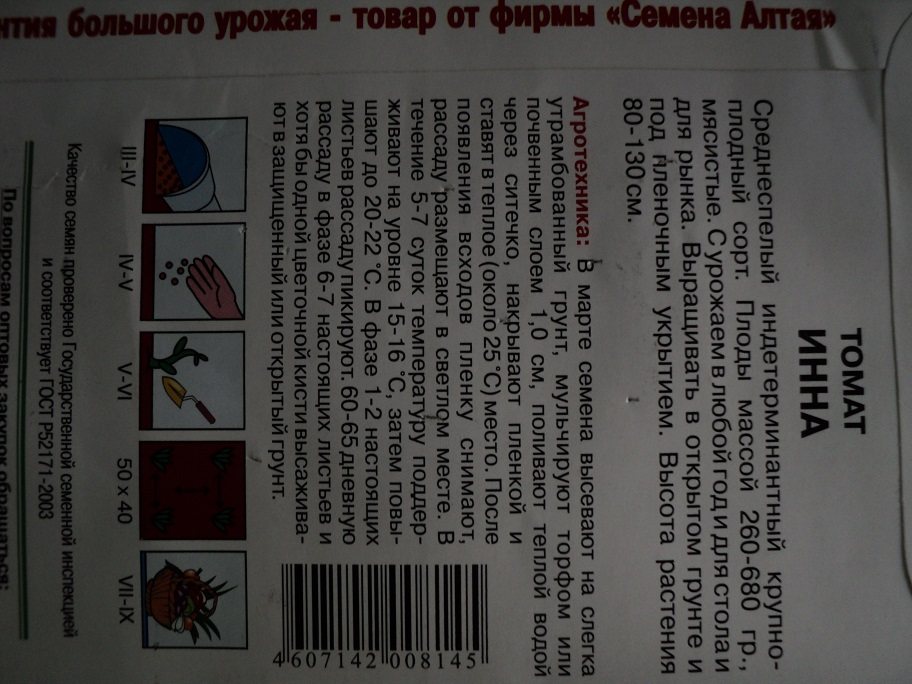 ТОМАТ
ИННА
Среднеспелый индетерминантный крупно-
плодный сорт. Плоды массой 260-680 гр.,
мясистые. С урожаем в любой год и для стола и
для рынка. Выращивать в открытом грунте и
под пленочным укрытием. Высота растения
80-130 см.
Агротехника: В марте семена высевают на слегка
утрамбованный грунт, мульчируют торфом или
почвенным слоем 1,0 см, поливают теплой водой
через ситечко, накрывают пленкой и
ставят в теплое (около 25 °С) место. После
появления всходов пленку снимают,
рассаду размещают в светлом месте. В
течение 5-7 суток температуру поддер-
живают на уровне 15-16 °С, затем повы-
шают до 20-22 °С. В фазе 1-2 настоящих
листьев рассаду пикируют. 60-65 дневную
рассаду в фазе 6-7 настоящих листьев и
хотя бы одной цветочной кисти высажива-
ют в защищенный или открытый грунт.
4 607142 008145
III-IV IV-V V-VI 50 x 40 VII-IX
Качество семян проверено Государственной семенной инспекцией
и соответствует ГОСТ Р52171-2003
По вопросам оптовых закупок обращаться:
большого урожая - товар от фирмы «Семена Алтая»